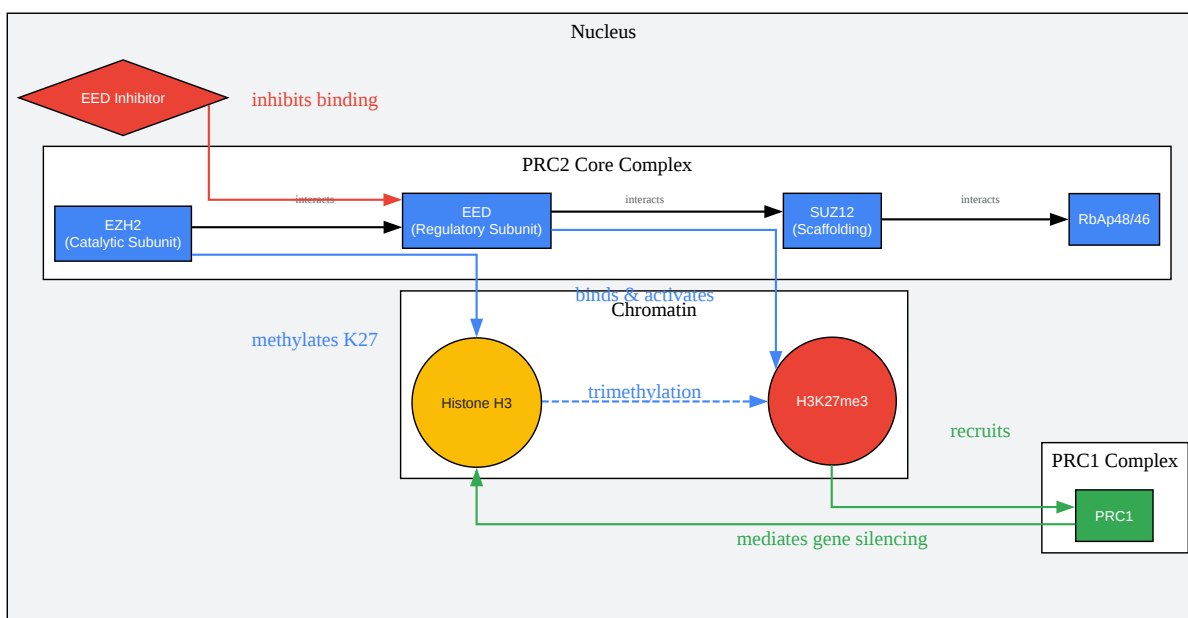 Nucleus
EED Inhibitor
inhibits binding
PRC2 Core Complex
interacts
interacts
interacts
EZH2
(Catalytic Subunit)
EED
(Regulatory Subunit)
SUZ12
(Scaffolding)
RbAp48/46
binds & activates
Chromatin
methylates K27
trimethylation
Histone H3
H3K27me3
recruits
PRC1 Complex
PRC1
mediates gene silencing